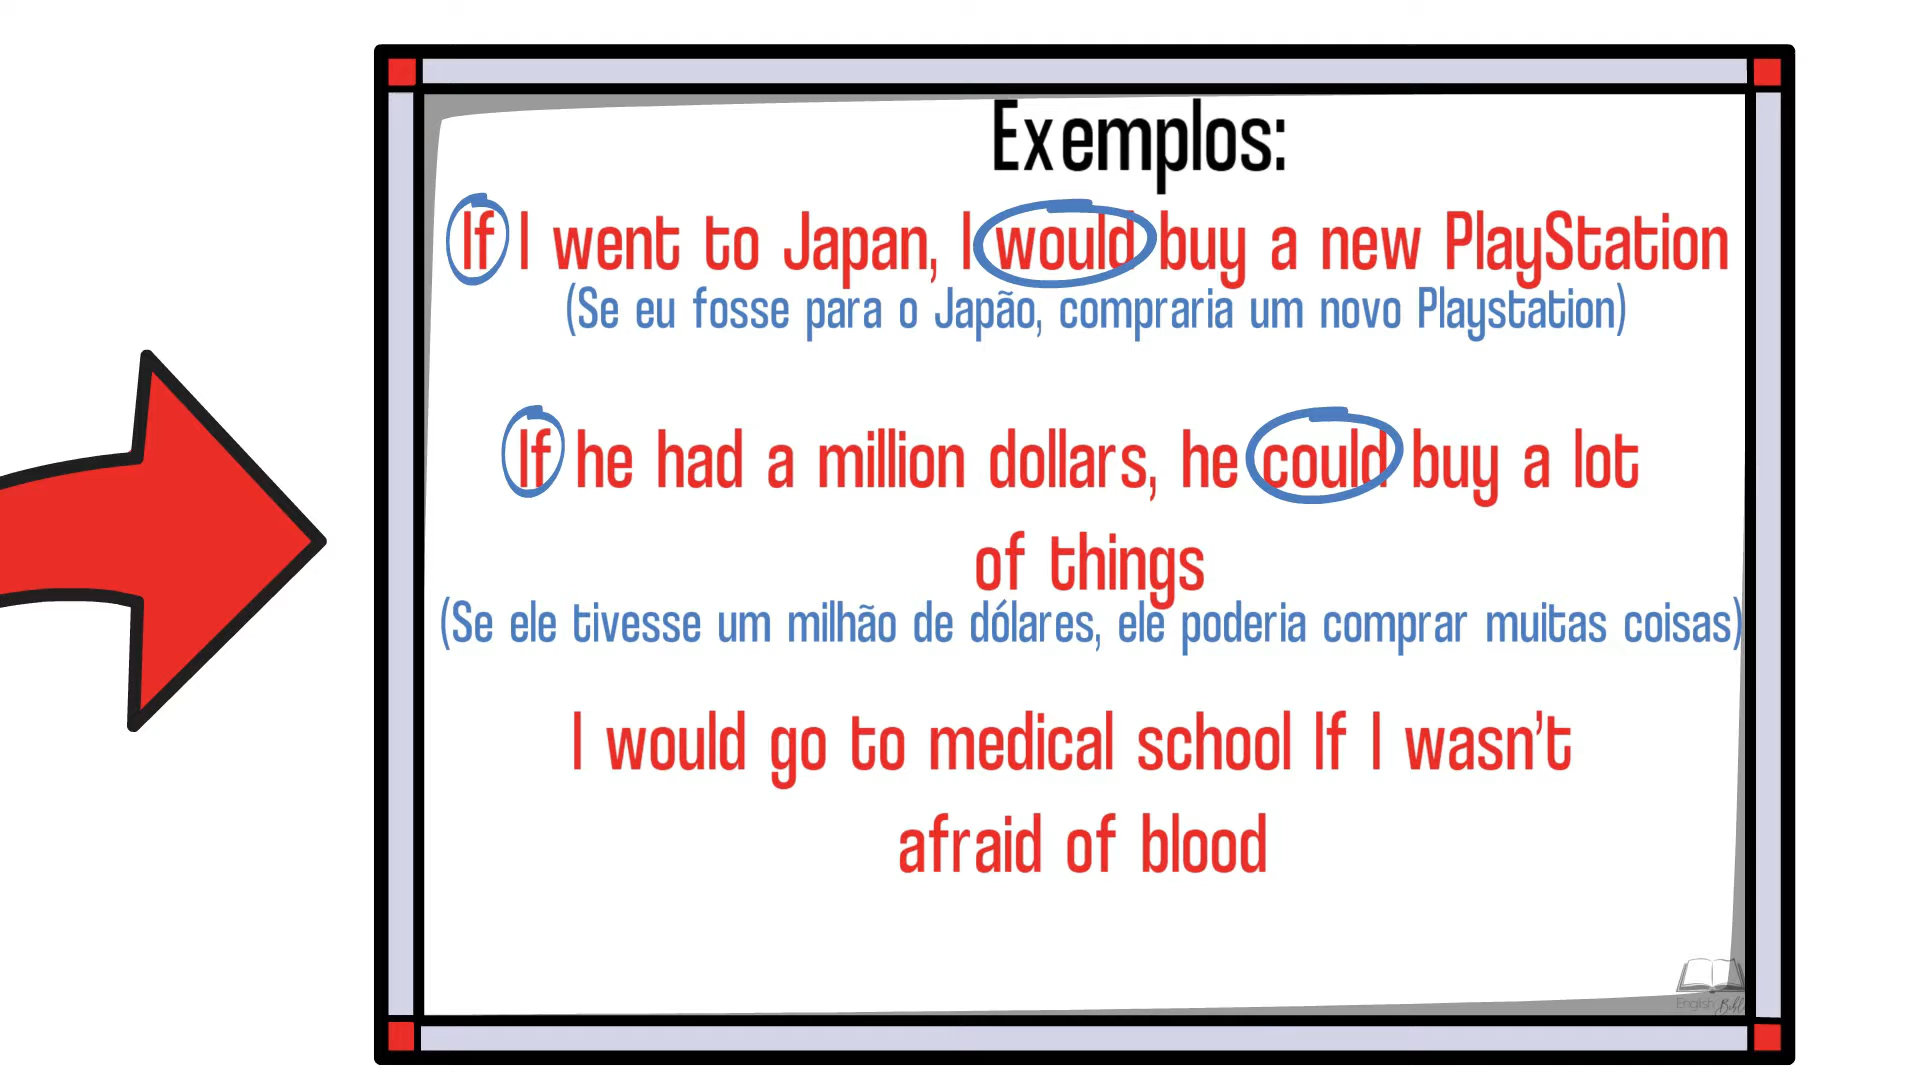 Exemplos:
If I went to Japan, I would buy a new PlayStation
(Se eu fosse para o Japão, compraria um novo Playstation)
If he had a million dollars, he could buy a lot
of things
(Se ele tivesse um milhão de dólares, ele poderia comprar muitas coisas)
I would go to medical school If I wasn't
afraid of blood
English